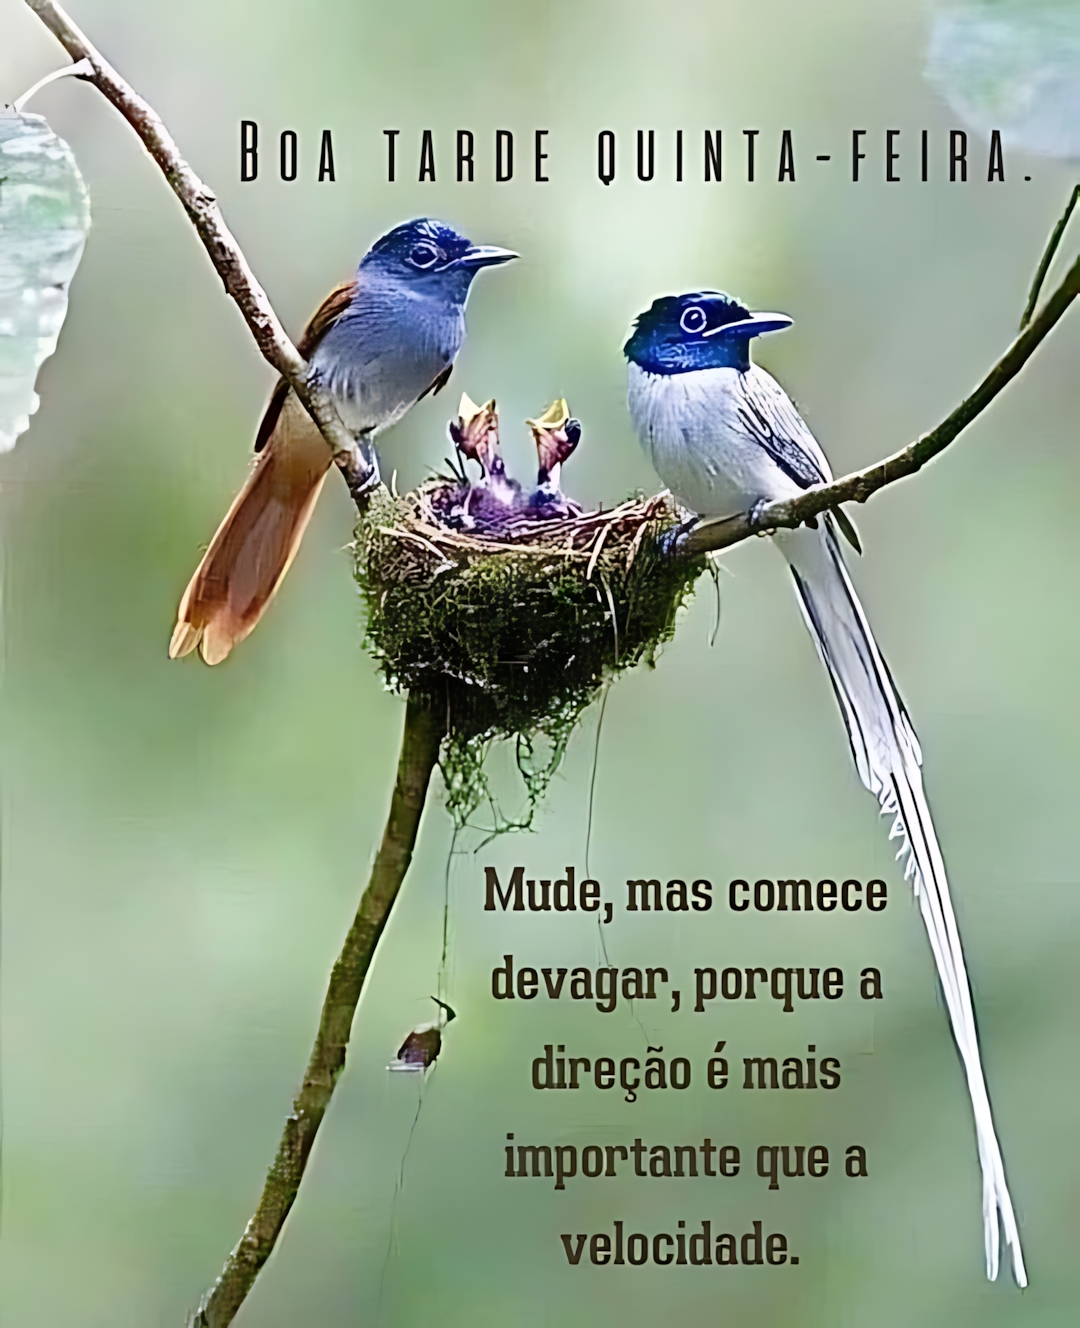 Boa tarde quinta-feira.
Mude, mas comece
devagar, porque a
direção é mais
importante que a
velocidade.